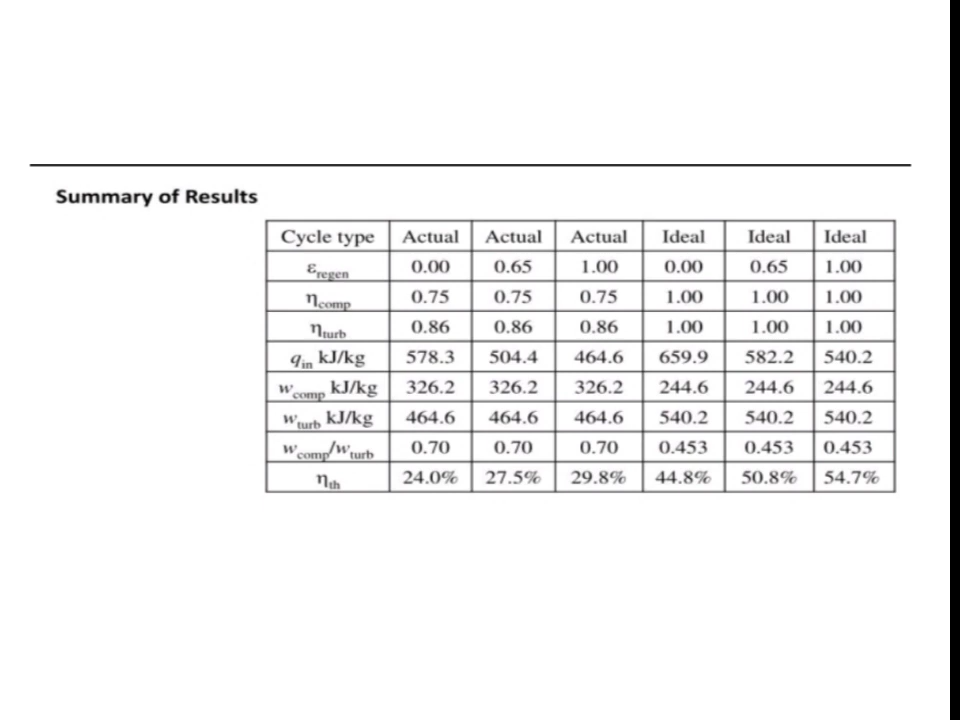 Summary of Results
Cycle type Actual Actual Actual Ideal Ideal Ideal
εregen 0.00 0.65 1.00 0.00 0.65 1.00
ηcomp 0.75 0.75 0.75 1.00 1.00 1.00
ηturb 0.86 0.86 0.86 1.00 1.00 1.00
qin kJ/kg 578.3 504.4 464.6 659.9 582.2 540.2
wcomp kJ/kg 326.2 326.2 326.2 244.6 244.6 244.6
wturb kJ/kg 464.6 464.6 464.6 540.2 540.2 540.2
wcomp/wturb 0.70 0.70 0.70 0.453 0.453 0.453
ηth 24.0% 27.5% 29.8% 44.8% 50.8% 54.7%